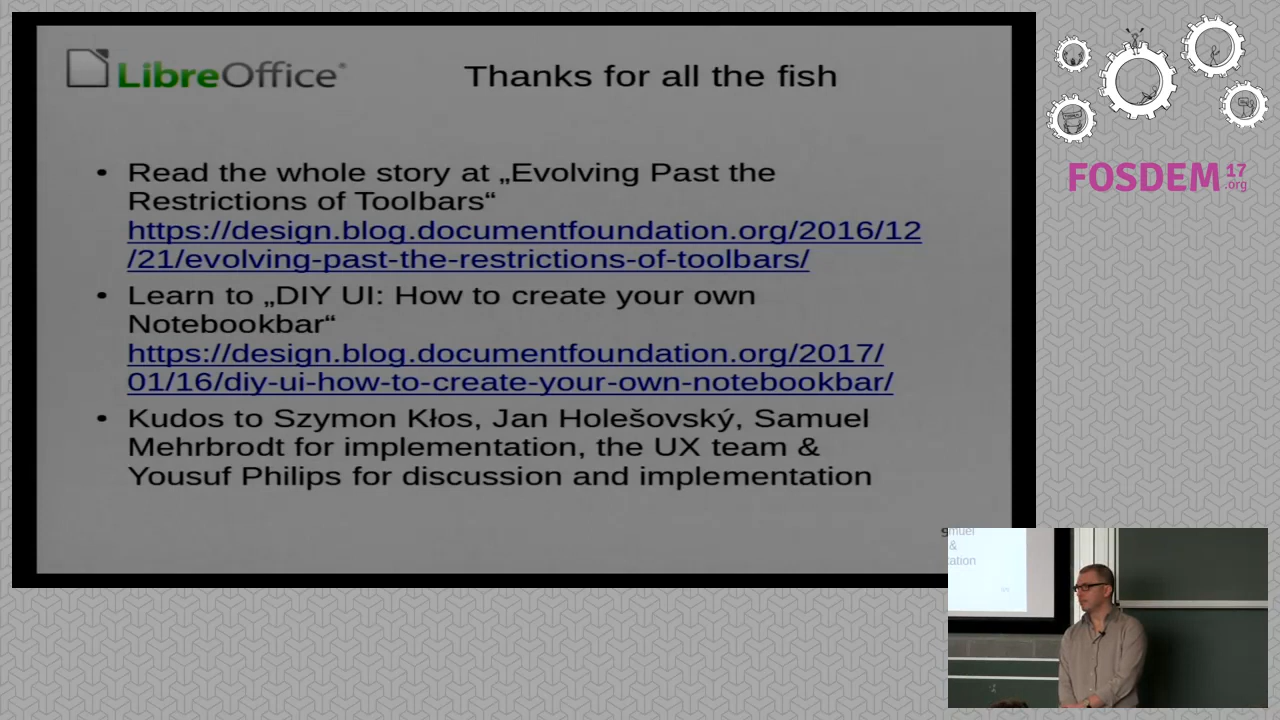 LibreOffice
Thanks for all the fish
• Read the whole story at „Evolving Past the
Restrictions of Toolbars“
https://design.blog.documentfoundation.org/2016/12
/21/evolving-past-the-restrictions-of-toolbars/
• Learn to „DIY UI: How to create your own
Notebookbar“
https://design.blog.documentfoundation.org/2017/
01/16/diy-ui-how-to-create-your-own-notebookbar/
• Kudos to Szymon Kłos, Jan Holešovský, Samuel
Mehrbrodt for implementation, the UX team &
Yousuf Philips for discussion and implementation
FOSDEM 17
.org
muel
&
tation